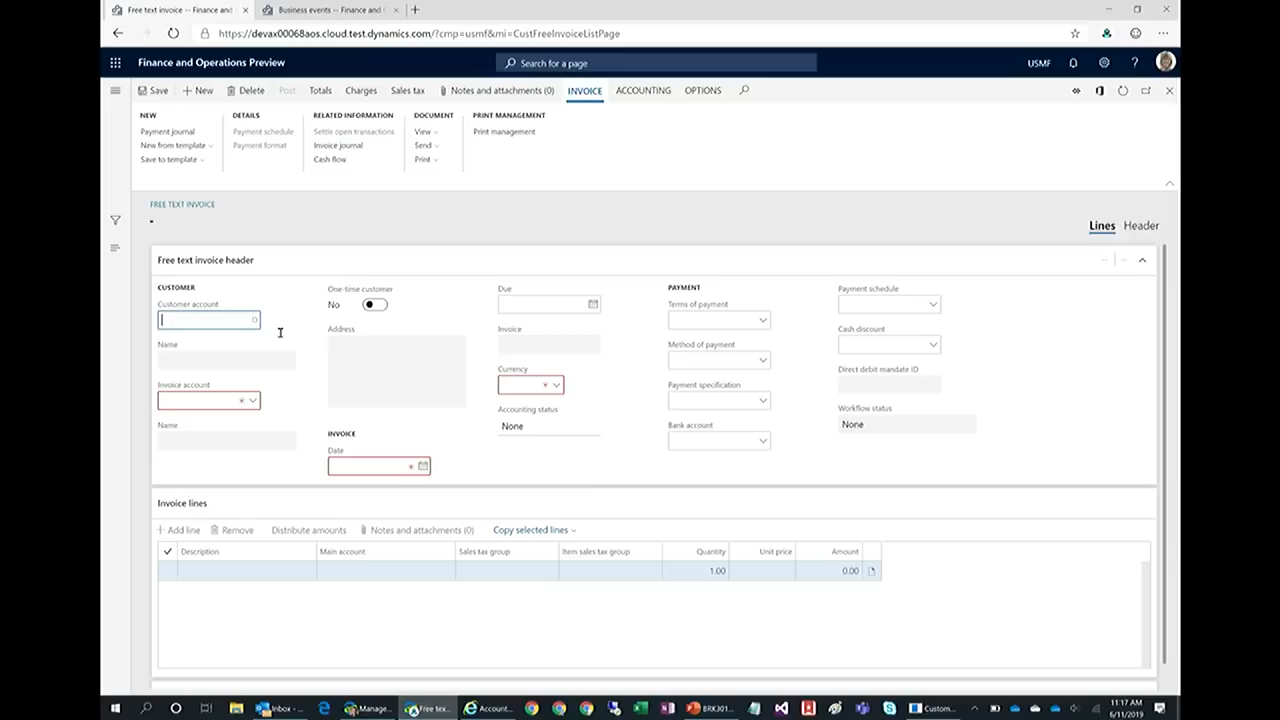 Free text invoice -- Finance and
Business events -- Finance and
https://devax00068aos.cloud.test.dynamics.com/?cmp=usmf&mi=CustFreeInvoiceListPage
Finance and Operations Preview
Search for a page
USMF
?
Save
New
Delete
Post
Totals
Charges
Sales tax
Notes and attachments (0)
INVOICE
ACCOUNTING
OPTIONS
NEW
Payment journal
New from template
Save to template
DETAILS
Payment schedule
Payment format
RELATED INFORMATION
Settle open transactions
Invoice journal
Cash flow
DOCUMENT
View
Send
Print
PRINT MANAGEMENT
Print management
FREE TEXT INVOICE
-
Lines
Header
Free text invoice header
CUSTOMER
Customer account
Name
Invoice account
*
Name
One-time customer
No
Address
INVOICE
Date
*
Due
Invoice
Currency
*
Accounting status
None
PAYMENT
Terms of payment
Method of payment
Payment specification
Bank account
Payment schedule
Cash discount
Direct debit mandate ID
Workflow status
None
Invoice lines
Add line
Remove
Distribute amounts
Notes and attachments (0)
Copy selected lines
Description
Main account
Sales tax group
Item sales tax group
Quantity
Unit price
Amount
1.00
0.00
Inbox - ...
Manage...
Free tex...
Account...
BRK301...
Custom...
11:17 AM
6/11/2019